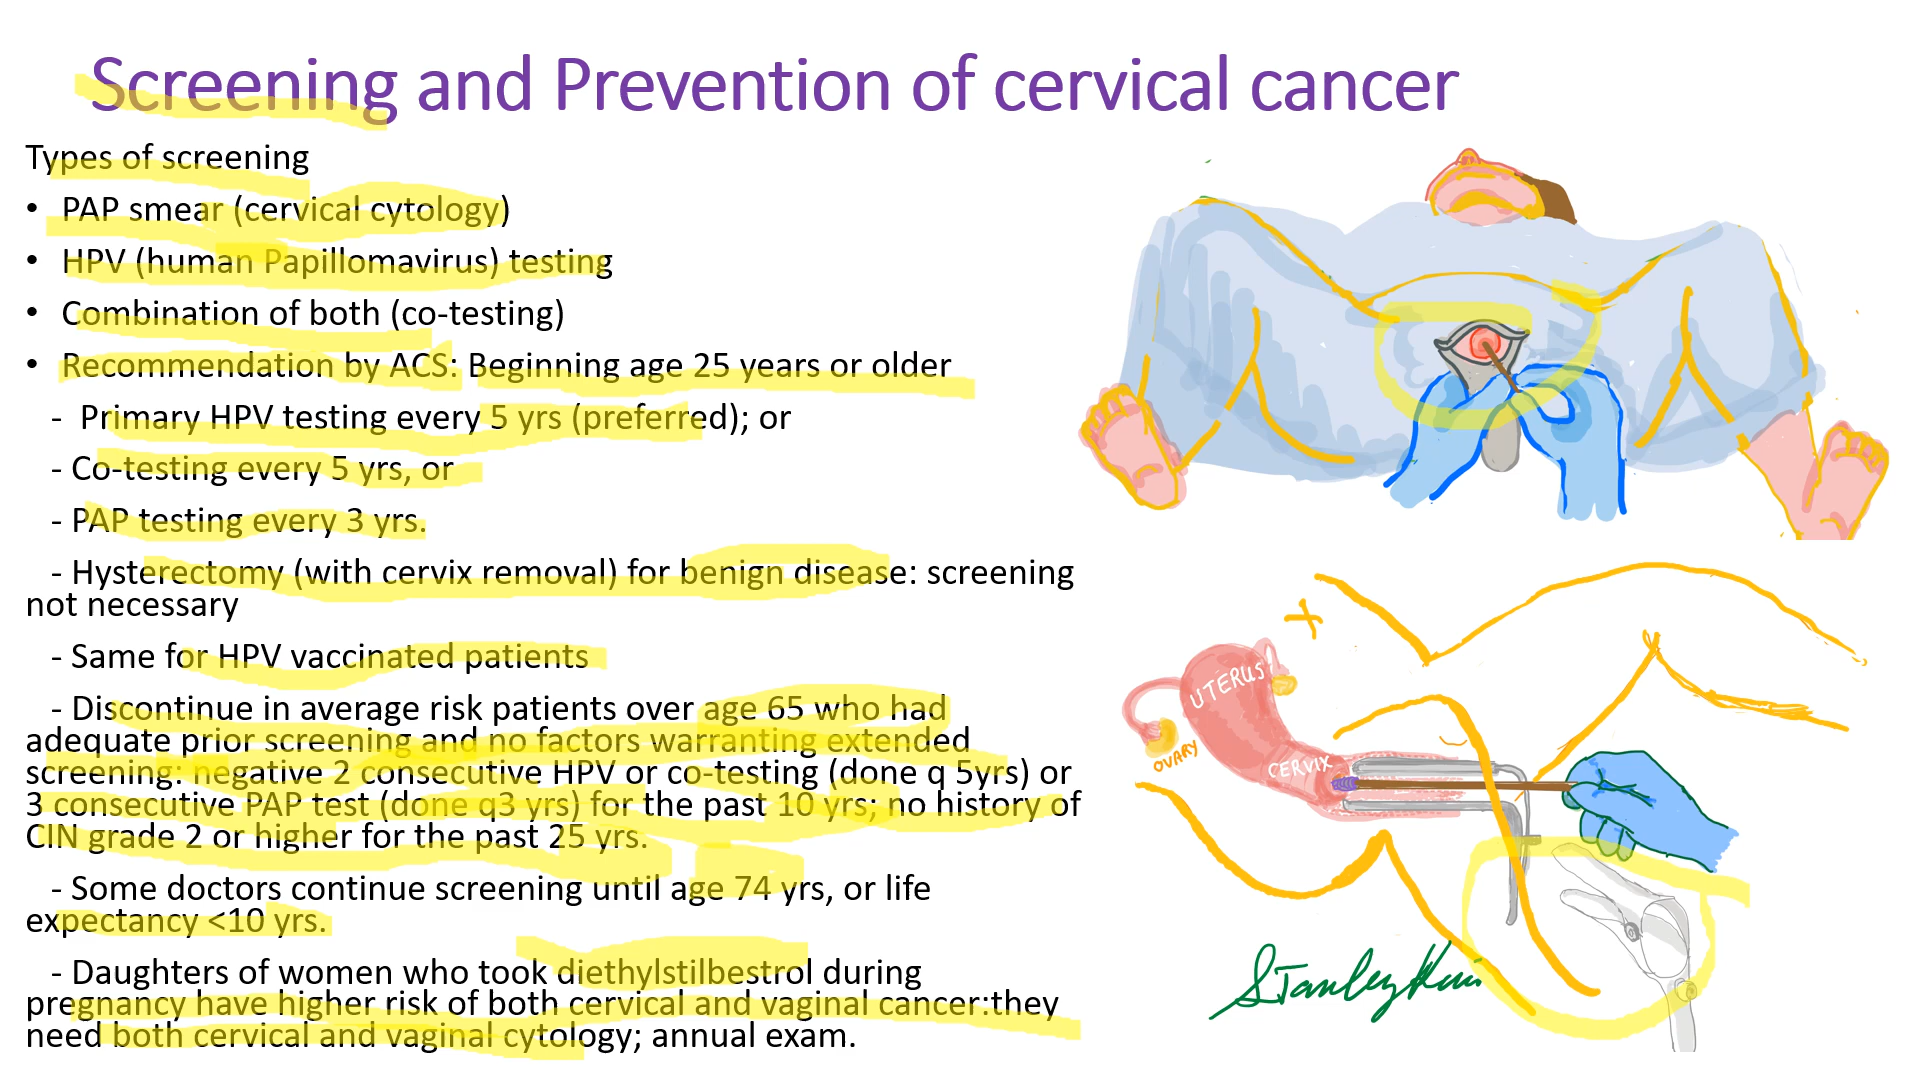 Screening and Prevention of cervical cancer
Types of screening
• PAP smear (cervical cytology)
• HPV (human Papillomavirus) testing
• Combination of both (co-testing)
• Recommendation by ACS: Beginning age 25 years or older
- Primary HPV testing every 5 yrs (preferred); or
- Co-testing every 5 yrs, or
- PAP testing every 3 yrs.
- Hysterectomy (with cervix removal) for benign disease: screening
not necessary
- Same for HPV vaccinated patients
- Discontinue in average risk patients over age 65 who had
adequate prior screening and no factors warranting extended
screening: negative 2 consecutive HPV or co-testing (done q 5yrs) or
3 consecutive PAP test (done q3 yrs) for the past 10 yrs; no history of
CIN grade 2 or higher for the past 25 yrs.
- Some doctors continue screening until age 74 yrs, or life
expectancy <10 yrs.
- Daughters of women who took diethylstilbestrol during
pregnancy have higher risk of both cervical and vaginal cancer:they
need both cervical and vaginal cytology; annual exam.
UTERUS
OVARY
CERVIX
Stanley